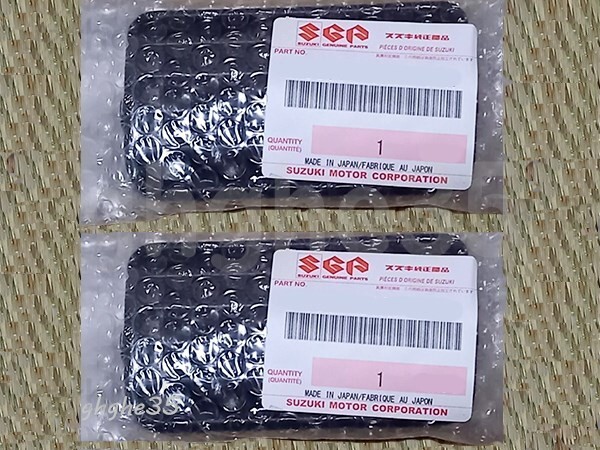 SGP スズキ純正部品
SUZUKI GENUINE PARTS PIÈCES D'ORIGINE DE SUZUKI
PART NO.
QUANTITY
(QUANTITÉ) 1
MADE IN JAPAN/FABRIQUE AU JAPON
SUZUKI MOTOR CORPORATION
SGP スズキ純正部品
SUZUKI GENUINE PARTS PIÈCES D'ORIGINE DE SUZUKI
PART NO.
QUANTITY
(QUANTITÉ) 1
MADE IN JAPAN/FABRIQUE AU JAPON
SUZUKI MOTOR CORPORATION